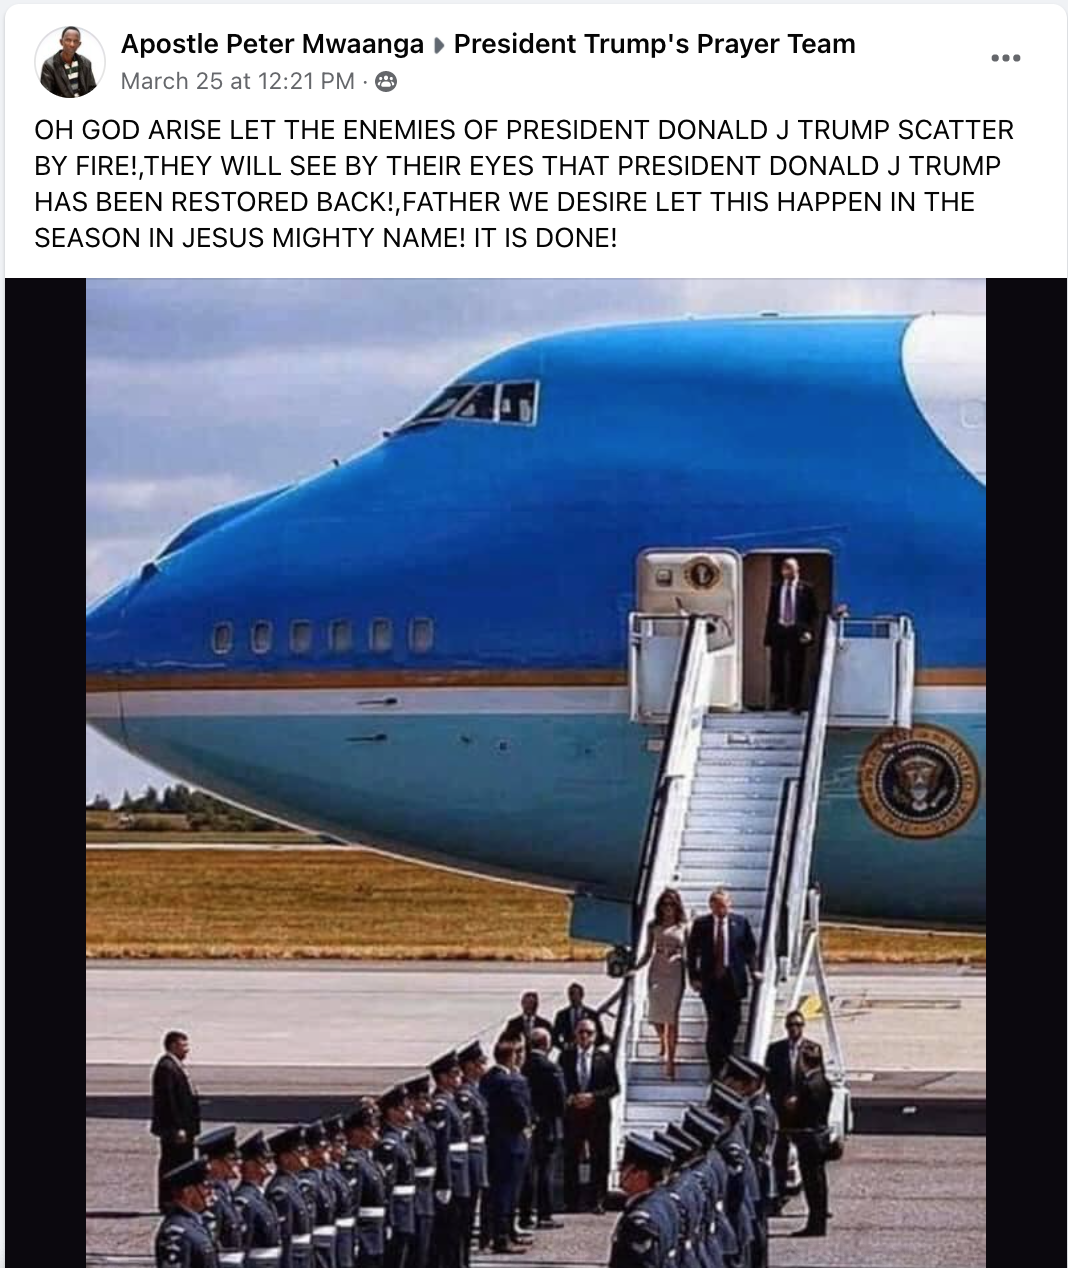 Apostle Peter Mwaanga ▸ President Trump's Prayer Team
March 25 at 12:21 PM ·
OH GOD ARISE LET THE ENEMIES OF PRESIDENT DONALD J TRUMP SCATTER
BY FIRE!,THEY WILL SEE BY THEIR EYES THAT PRESIDENT DONALD J TRUMP
HAS BEEN RESTORED BACK!,FATHER WE DESIRE LET THIS HAPPEN IN THE
SEASON IN JESUS MIGHTY NAME! IT IS DONE!